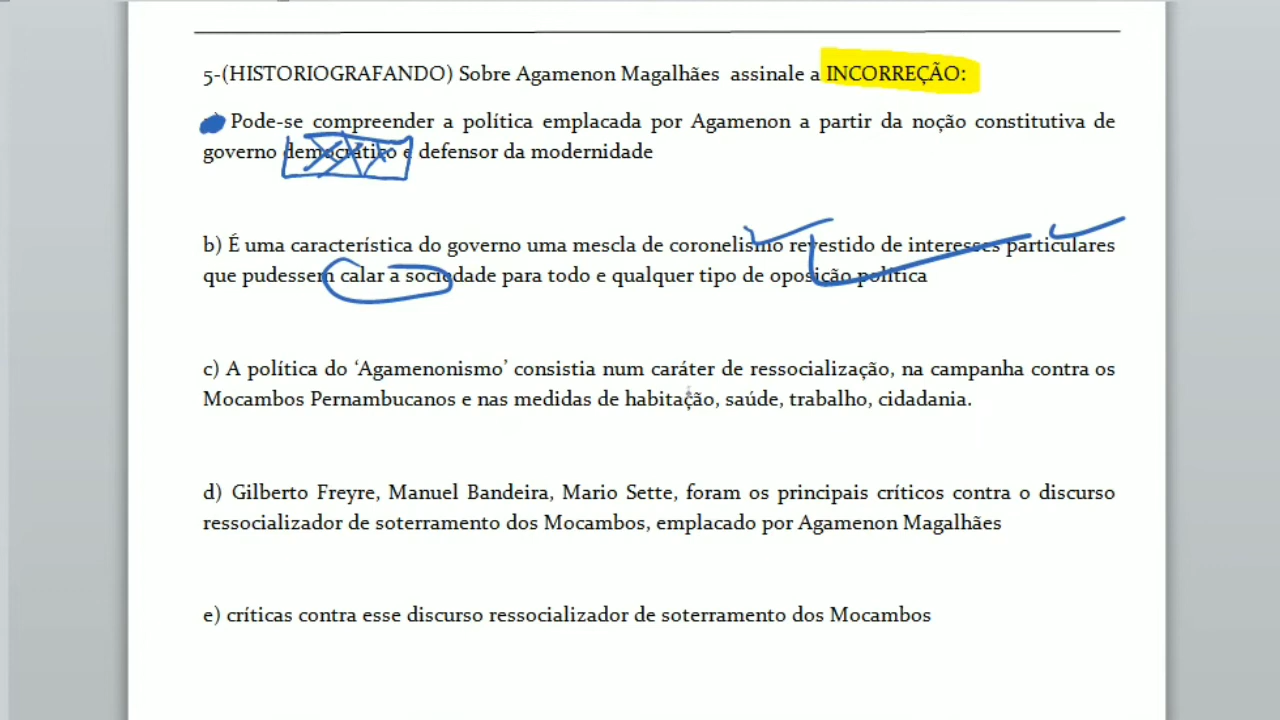 5-(HISTORIOGRAFANDO) Sobre Agamenon Magalhães assinale a INCORREÇÃO:
Pode-se compreender a política emplacada por Agamenon a partir da noção constitutiva de
governo democrático e defensor da modernidade
b) É uma característica do governo uma mescla de coronelismo revestido de interesses particulares
que pudessem calar a sociedade para todo e qualquer tipo de oposição política
c) A política do ‘Agamenonismo’ consistia num caráter de ressocialização, na campanha contra os
Mocambos Pernambucanos e nas medidas de habitação, saúde, trabalho, cidadania.
d) Gilberto Freyre, Manuel Bandeira, Mario Sette, foram os principais críticos contra o discurso
ressocializador de soterramento dos Mocambos, emplacado por Agamenon Magalhães
e) críticas contra esse discurso ressocializador de soterramento dos Mocambos